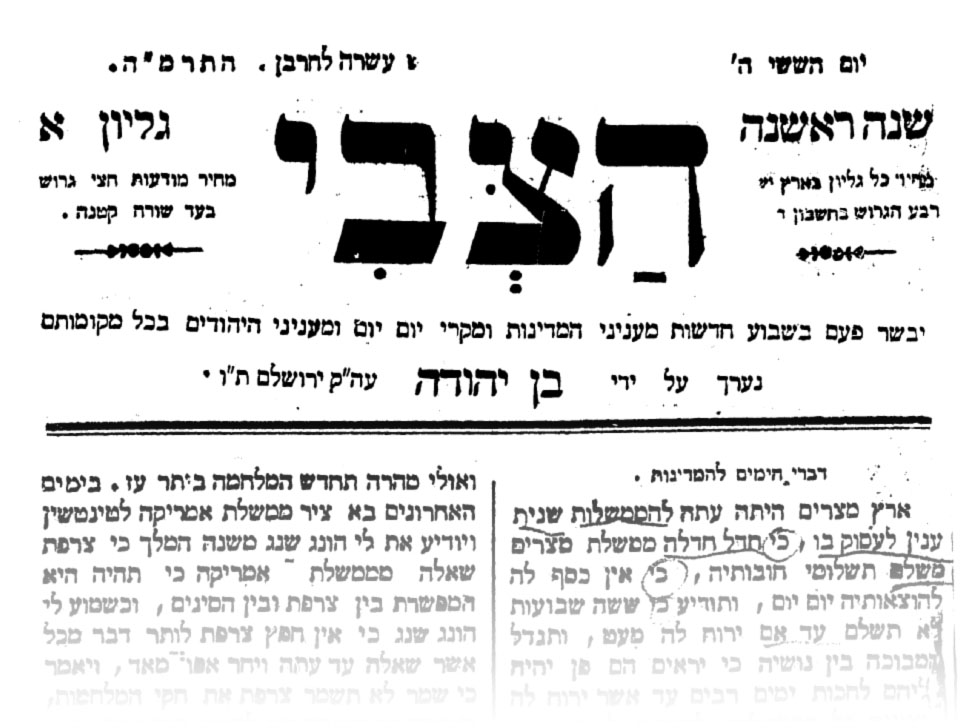 יום הששי ה'
א עשרה לחרבן. התרמ"ה.
שנה ראשנה
הַצְּבִי
גליון א
מחיר כל גליון בארץ יש
רבע הגרוש בחשבון ר
מחיר מודעות חצי גרוש
בעד שורה קטנה.
יבשר פעם בשבוע חדשות מעניני המדינות ומקרי יום יום ומעניני היהודים בכל מקומותם
נערך על ידי בן יהודה עה"ק ירושלם ת"ו
דברי הימים להמדינות.
ארץ מצרים היתה עתה להממשלות שנית
ענין לעסוק בו, כי חדל חדלה ממשלת מצרים
משלם תשלומי חובותיה, כי אין כסף לה
להוצאותיה יום יום, ותודיע כי ששה שבועות
לא תשלם עד אם ירוח לה מעט, ותגדל
המבוכה בין נושיה כי יראים הם פן יהיה
עליהם לחכות ימים רבים עד אשר ירוח לה
ואולי מהרה תחדש המלחמה ביתר עז. בימים
האחרונים בא ציר ממשלת אמריקה לטינטשין
ויודיע את לי הונג שנג משנה המלך כי צרפת
שאלה מממשלת אמריקה כי תהיה היא
המפשרת בין צרפת ובין הסינים, וכשמוע לי
הונג שנג כי אין חפץ צרפת לותר דבר מכל
אשר שאלה עד עתה ויחר אפו מאד, ויאמר
כי שמר לא תשמר צרפת את חקי המלחמות,